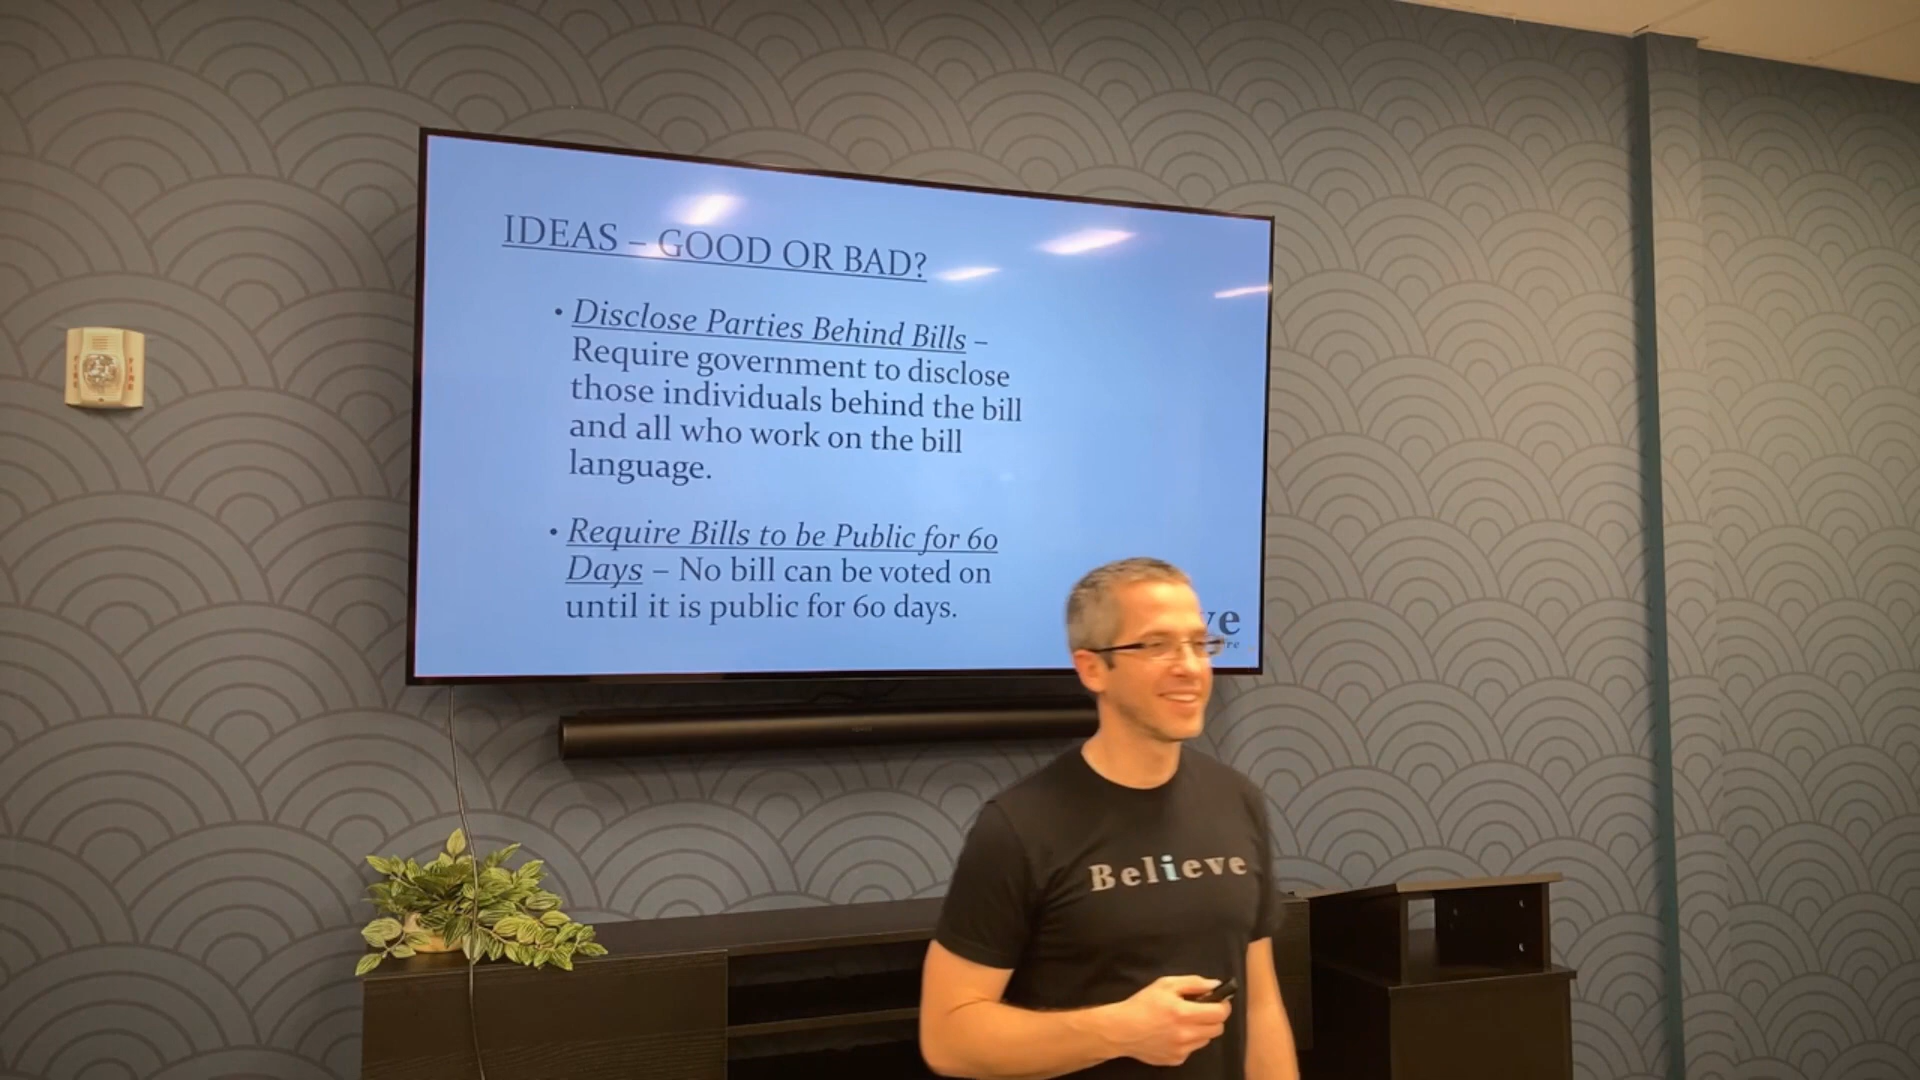 IDEAS – GOOD OR BAD?
• Disclose Parties Behind Bills –
Require government to disclose
those individuals behind the bill
and all who work on the bill
language.
• Require Bills to be Public for 60
Days – No bill can be voted on
until it is public for 60 days.
Believe
FIRE
FIRE